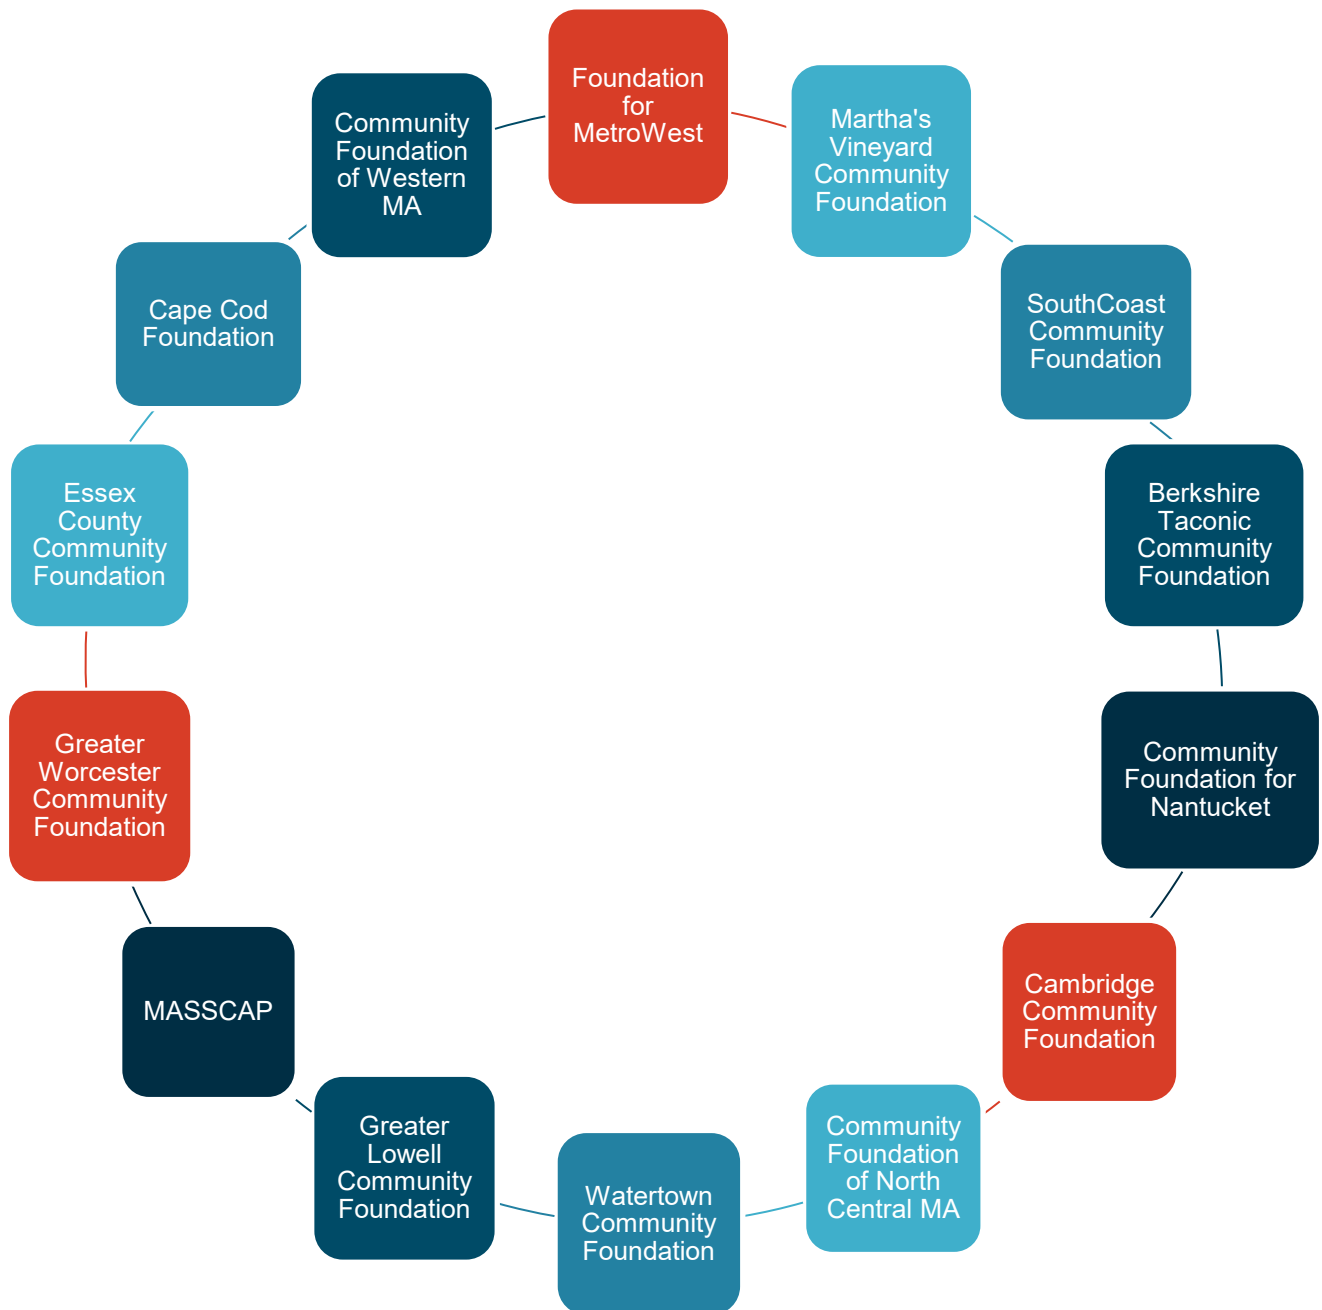 Foundation
for
MetroWest
Martha's
Vineyard
Community
Foundation
SouthCoast
Community
Foundation
Berkshire
Taconic
Community
Foundation
Community
Foundation for
Nantucket
Cambridge
Community
Foundation
Community
Foundation
of North
Central MA
Watertown
Community
Foundation
Greater
Lowell
Community
Foundation
MASSCAP
Greater
Worcester
Community
Foundation
Essex
County
Community
Foundation
Cape Cod
Foundation
Community
Foundation
of Western
MA